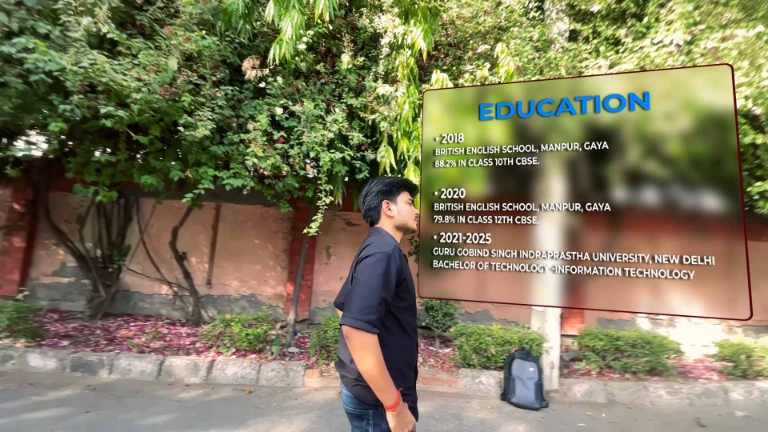 EDUCATION
• 2018
BRITISH ENGLISH SCHOOL, MANPUR, GAYA
88.2% IN CLASS 10TH CBSE.
• 2020
BRITISH ENGLISH SCHOOL, MANPUR, GAYA
79.8% IN CLASS 12TH CBSE.
• 2021-2025
GURU GOBIND SINGH INDRAPRASTHA UNIVERSITY, NEW DELHI
BACHELOR OF TECHNOLOGY -INFORMATION TECHNOLOGY